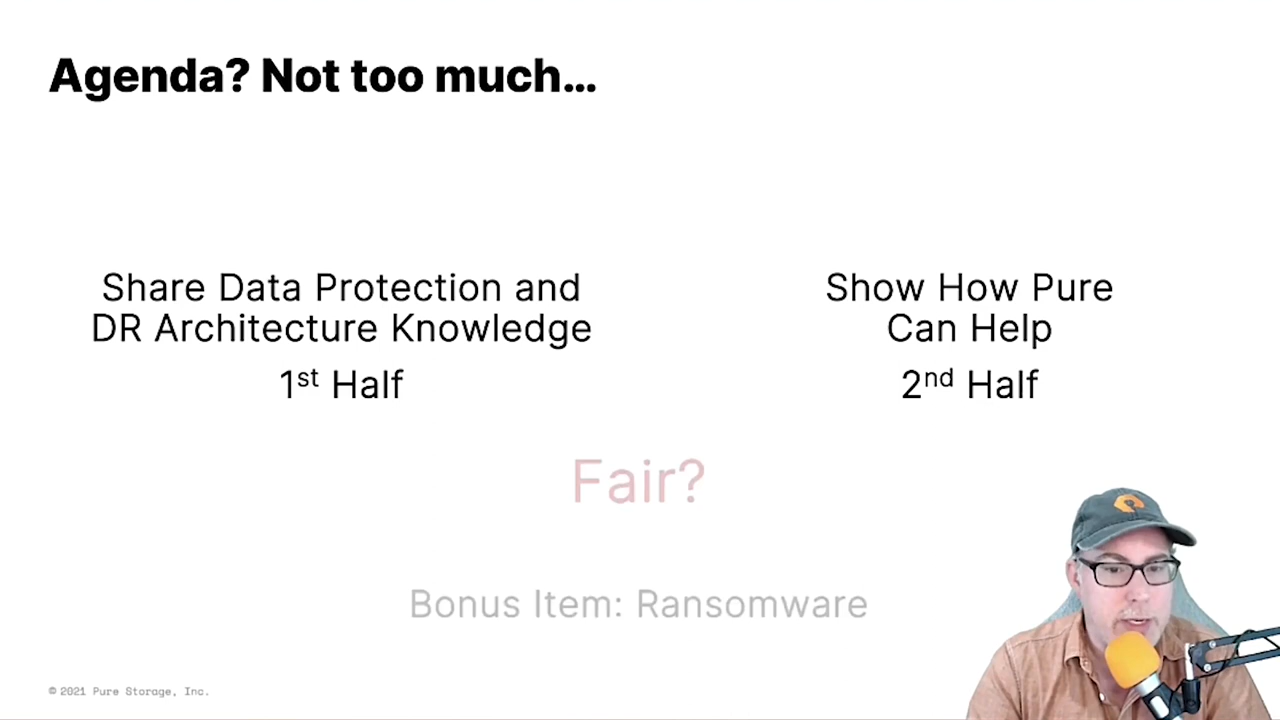 Agenda? Not too much...
Share Data Protection and
DR Architecture Knowledge
1st Half
Show How Pure
Can Help
2nd Half
Fair?
Bonus Item: Ransomware
© 2021 Pure Storage, Inc.